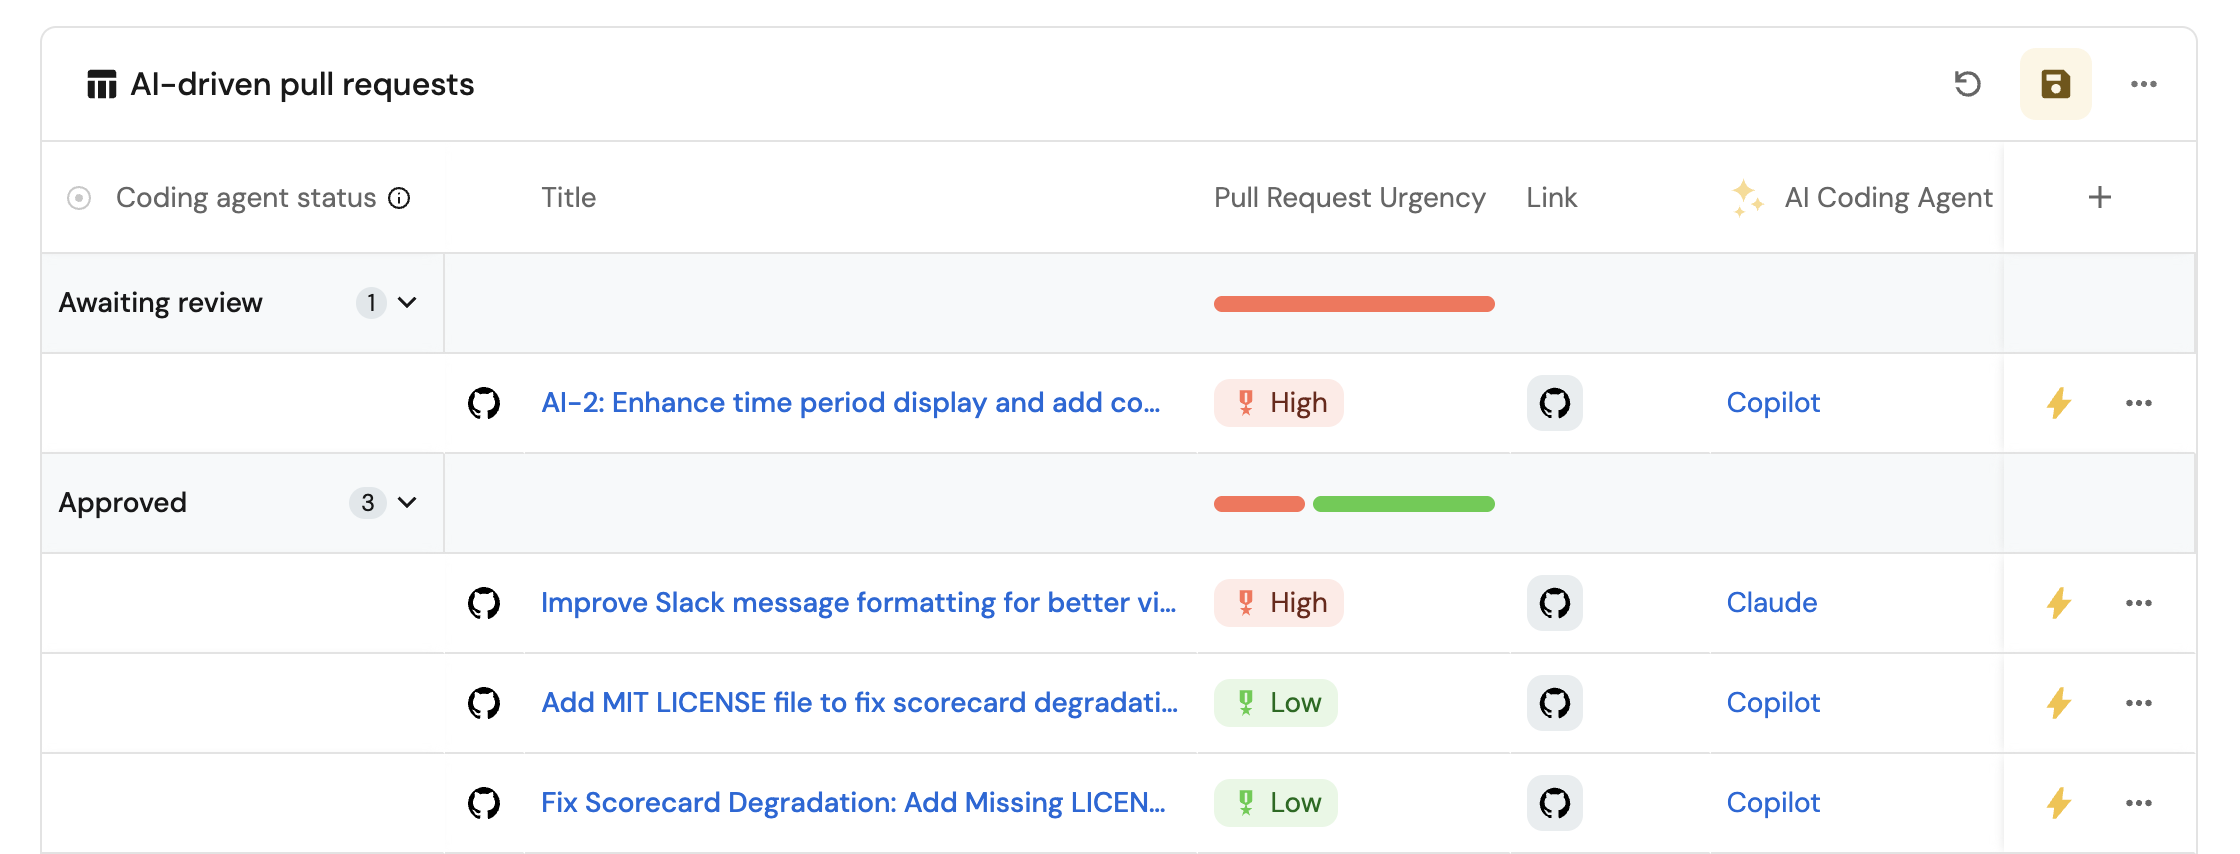 AI-driven pull requests
Coding agent status Title Pull Request Urgency Link AI Coding Agent
Awaiting review 1
AI-2: Enhance time period display and add co... High Copilot
Approved 3
Improve Slack message formatting for better vi... High Claude
Add MIT LICENSE file to fix scorecard degradati... Low Copilot
Fix Scorecard Degradation: Add Missing LICEN... Low Copilot